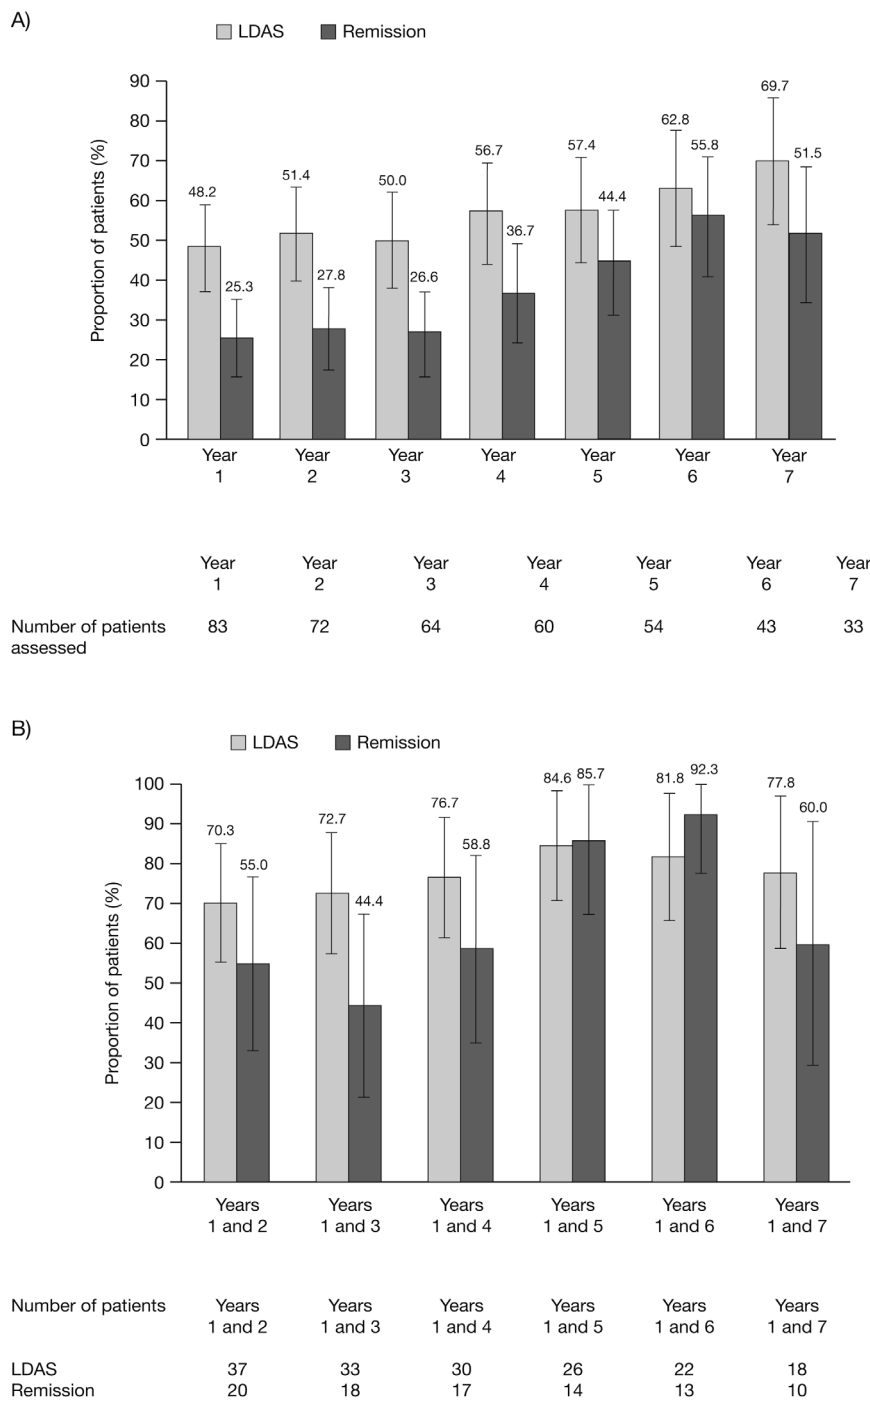 A)
LDAS Remission
Proportion of patients (%)
90
80
70
60
50
40
30
20
10
0
48.2 25.3 51.4 27.8 50.0 26.6 56.7 36.7 57.4 44.4 62.8 55.8 69.7 51.5
Year Year Year Year Year Year Year
1 2 3 4 5 6 7
Year Year Year Year Year Year Year
1 2 3 4 5 6 7
Number of patients 83 72 64 60 54 43 33
assessed
B)
LDAS Remission
Proportion of patients (%)
100
90
80
70
60
50
40
30
20
10
0
70.3 55.0 72.7 44.4 76.7 58.8 84.6 85.7 81.8 92.3 77.8 60.0
Years Years Years Years Years Years
1 and 2 1 and 3 1 and 4 1 and 5 1 and 6 1 and 7
Number of patients Years Years Years Years Years Years
1 and 2 1 and 3 1 and 4 1 and 5 1 and 6 1 and 7
LDAS 37 33 30 26 22 18
Remission 20 18 17 14 13 10